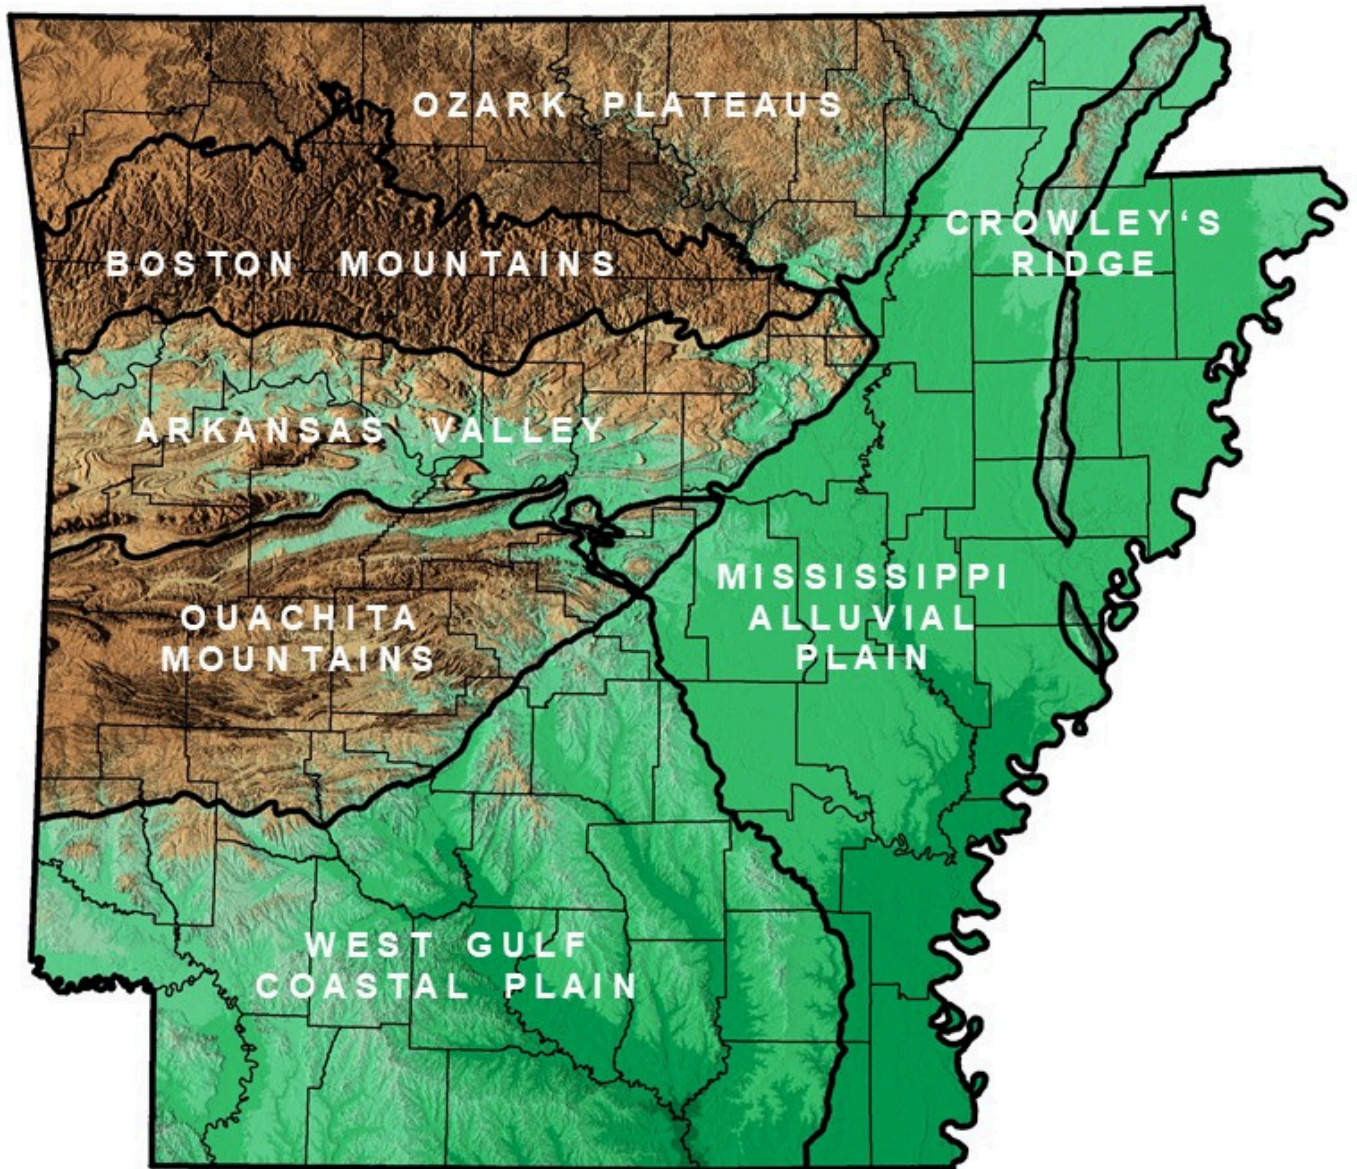 OZARK PLATEAUS
CROWLEY‘S
RIDGE
BOSTON MOUNTAINS
ARKANSAS VALLEY
MISSISSIPPI
ALLUVIAL
PLAIN
OUACHITA
MOUNTAINS
WEST GULF
COASTAL PLAIN